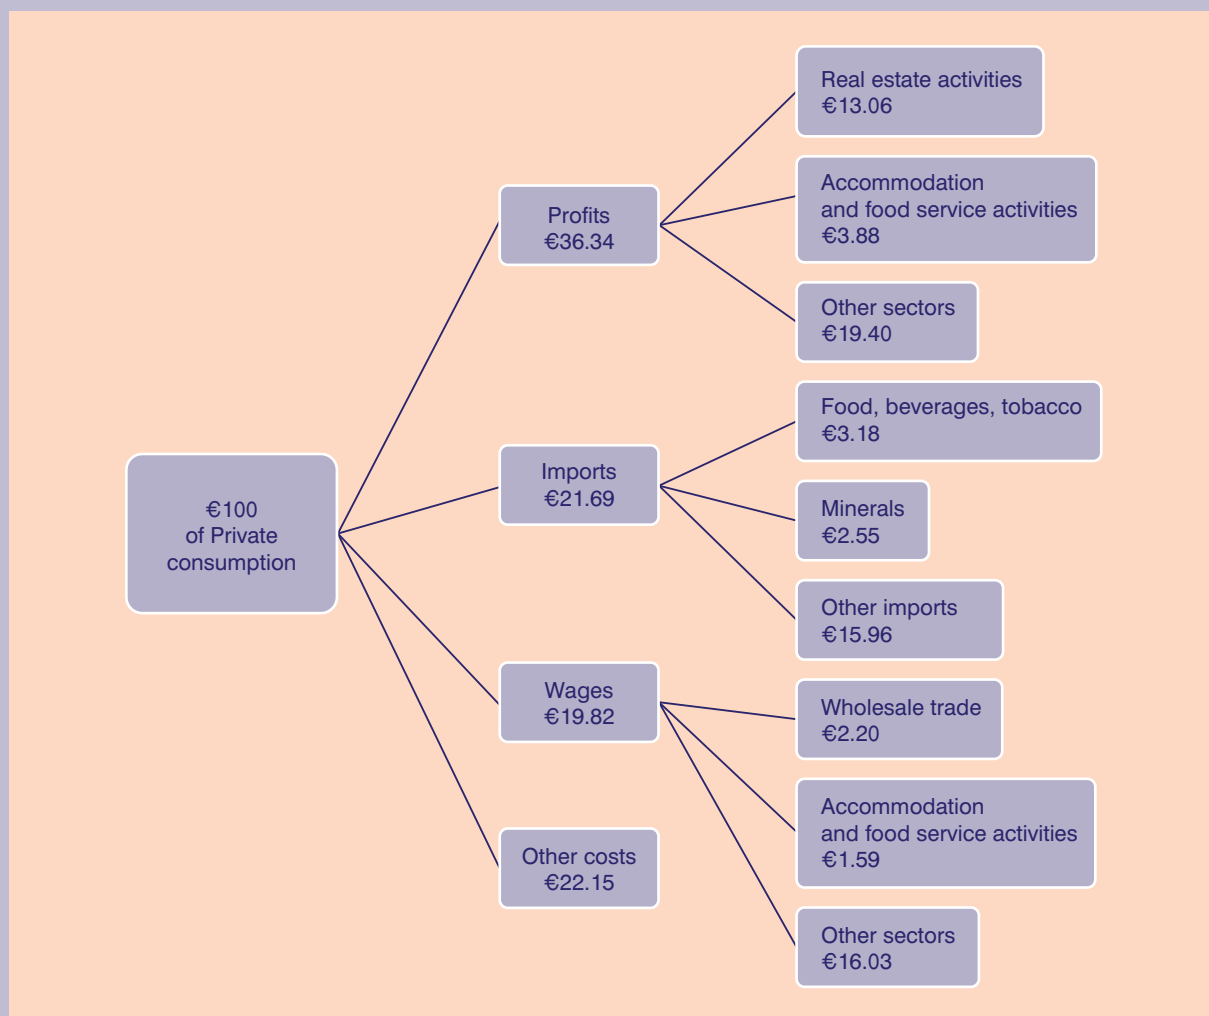 €100
of Private
consumption
Profits
€36.34
Real estate activities
€13.06
Accommodation
and food service activities
€3.88
Other sectors
€19.40
Imports
€21.69
Food, beverages, tobacco
€3.18
Minerals
€2.55
Other imports
€15.96
Wages
€19.82
Wholesale trade
€2.20
Accommodation
and food service activities
€1.59
Other sectors
€16.03
Other costs
€22.15